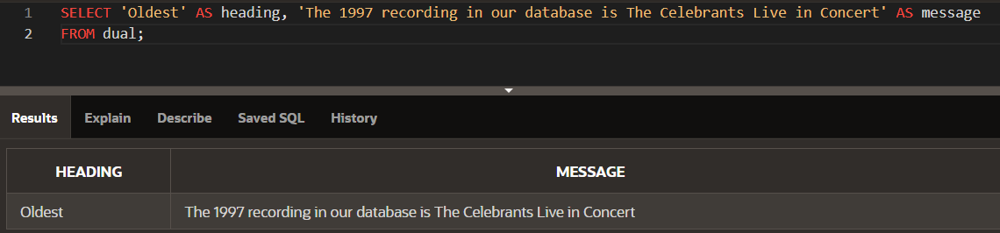 1 SELECT 'Oldest' AS heading, 'The 1997 recording in our database is The Celebrants Live in Concert' AS message
2 FROM dual;
Results Explain Describe Saved SQL History
HEADING MESSAGE
Oldest The 1997 recording in our database is The Celebrants Live in Concert